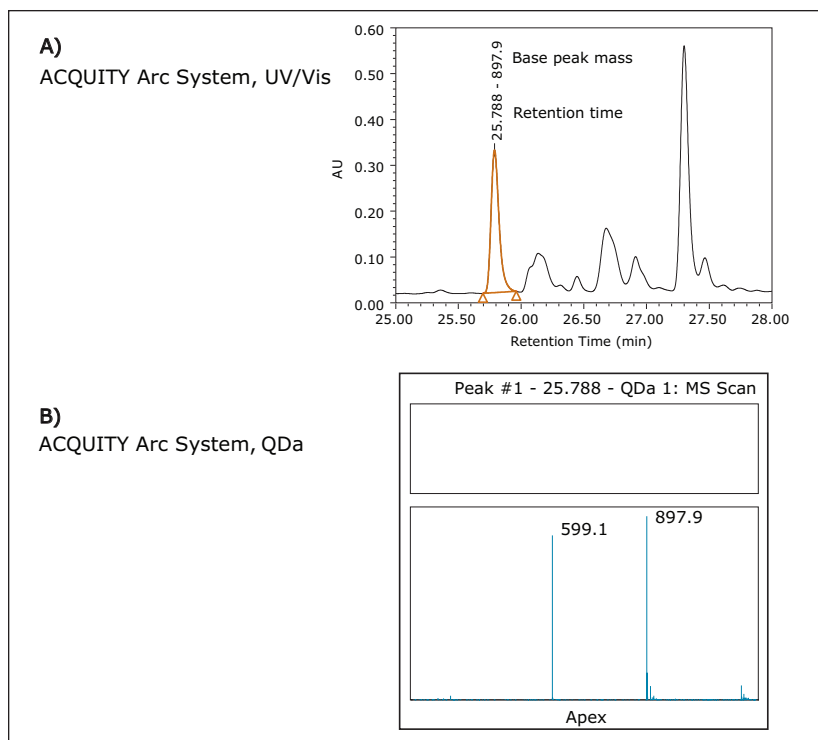 A)
ACQUITY Arc System, UV/Vis
0.60
0.50
0.40
0.30
0.20
0.10
0.00
AU
25.788 - 897.9
Base peak mass
Retention time
25.00 25.50 26.00 26.50 27.00 27.50 28.00
Retention Time (min)
B)
ACQUITY Arc System, QDa
Peak #1 - 25.788 - QDa 1: MS Scan
599.1
897.9
Apex